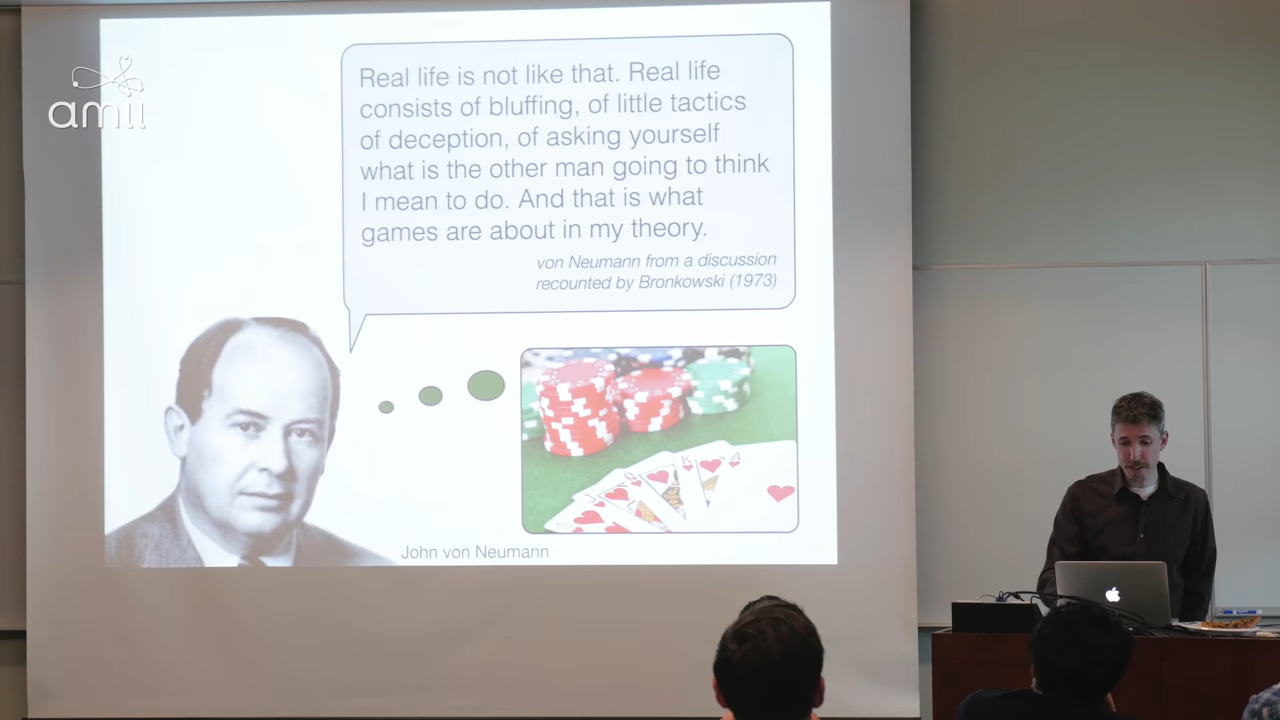 amii
Real life is not like that. Real life
consists of bluffing, of little tactics
of deception, of asking yourself
what is the other man going to think
I mean to do. And that is what
games are about in my theory.
von Neumann from a discussion
recounted by Bronkowski (1973)
J
Q
K
A
John von Neumann